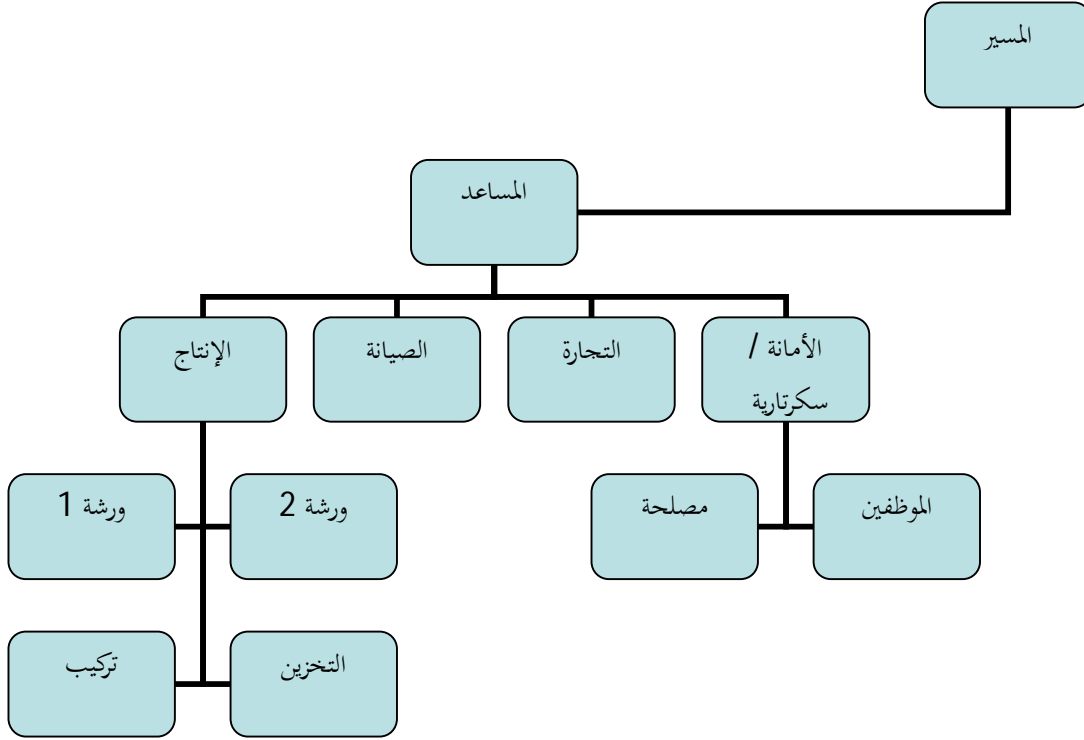 المسير
المساعد
الأمانة /
سكرتارية
التجارة
الصيانة
الإنتاج
الموظفين
مصلحة
ورشة 2
ورشة 1
التخزين
تركيب